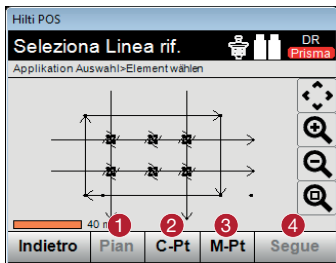 Hilti POS
Seleziona Linea rif.
DR
Prisma
Applikation Auswahl>Element wählen
40 m
1 2 3 4
Indietro Pian C-Pt M-Pt Segue